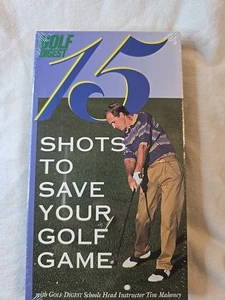 GOLF
DIGEST
15
SHOTS
TO
SAVE
YOUR
GOLF
GAME
with GOLF DIGEST Schools Head Instructor Tim Mahoney